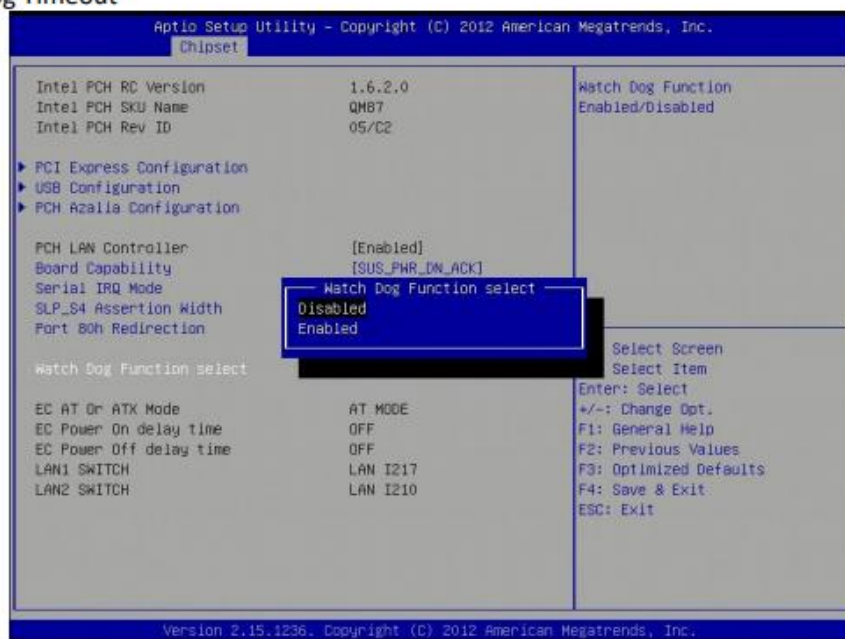 g Timeout
Aptio Setup Utility – Copyright (C) 2012 American Megatrends, Inc.
Chipset
Intel PCH RC Version 1.6.2.0
Intel PCH SKU Name QM87
Intel PCH Rev ID 05/C2
PCI Express Configuration
USB Configuration
PCH Azalia Configuration
PCH LAN Controller [Enabled]
Board Capability [SUS_PWR_DN_ACK]
Serial IRQ Mode
SLP_S4 Assertion Width
Port 80h Redirection
Watch Dog Function select
EC AT Or ATX Mode AT MODE
EC Power On delay time OFF
EC Power Off delay time OFF
LAN1 SWITCH LAN I217
LAN2 SWITCH LAN I210
Watch Dog Function select
Disabled
Enabled
Watch Dog Function
Enabled/Disabled
Select Screen
Select Item
Enter: Select
+/-: Change Opt.
F1: General Help
F2: Previous Values
F3: Optimized Defaults
F4: Save & Exit
ESC: Exit
Version 2.15.1236. Copyright (C) 2012 American Megatrends, Inc.